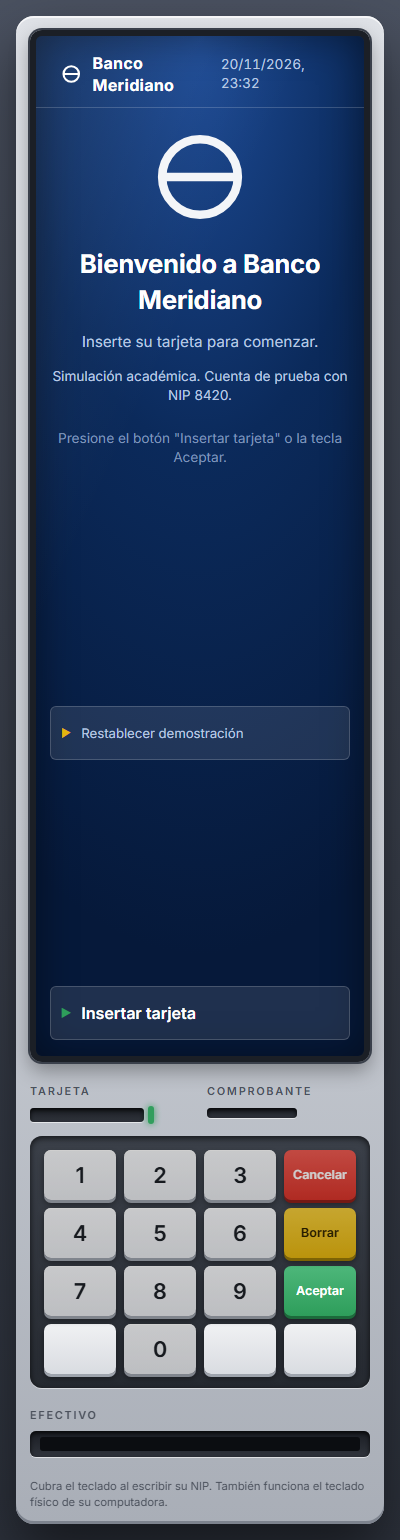 Banco
Meridiano
20/11/2026,
23:32
Bienvenido a Banco
Meridiano
Inserte su tarjeta para comenzar.
Simulación académica. Cuenta de prueba con
NIP 8420.
Presione el botón "Insertar tarjeta" o la tecla
Aceptar.
Restablecer demostración
Insertar tarjeta
TARJETA
COMPROBANTE
1 2 3 Cancelar
4 5 6 Borrar
7 8 9 Aceptar
0
EFECTIVO
Cubra el teclado al escribir su NIP. También funciona el teclado
físico de su computadora.